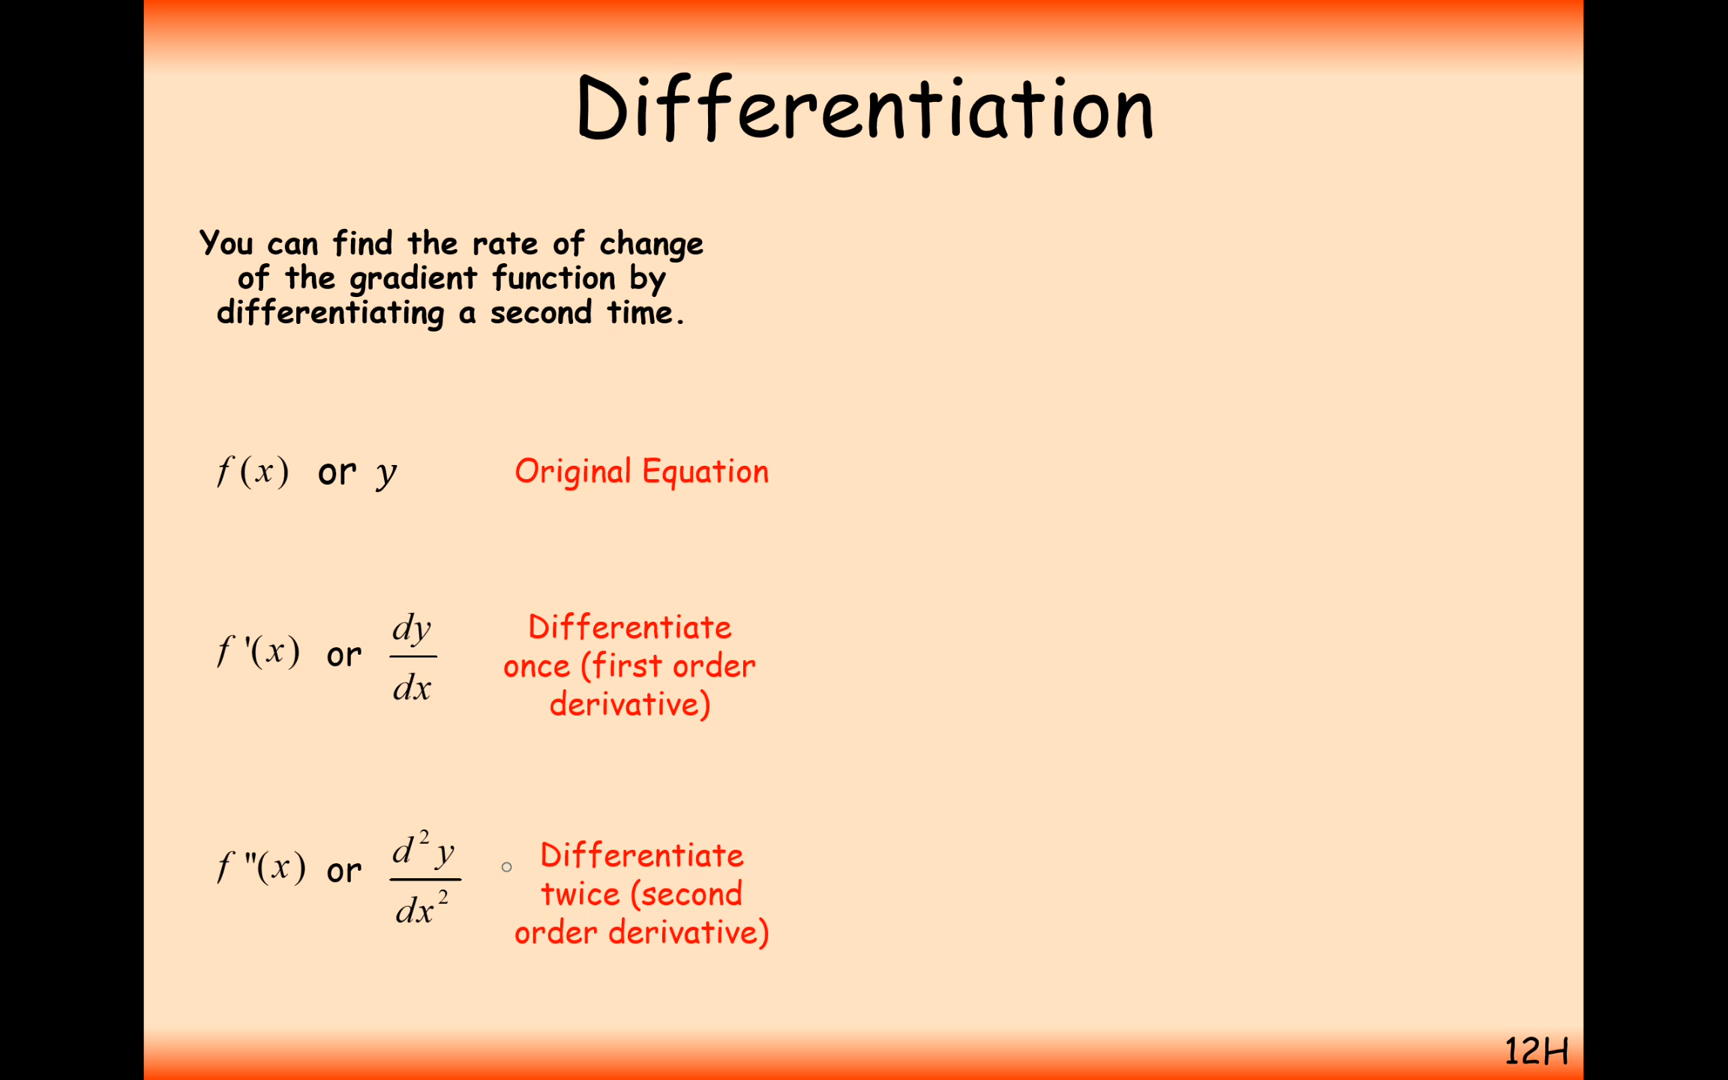 Differentiation
You can find the rate of change
of the gradient function by
differentiating a second time.
f(x) or y
Original Equation
f'(x) or dy/dx
Differentiate
once (first order
derivative)
f"(x) or d²y/dx²
Differentiate
twice (second
order derivative)
12H